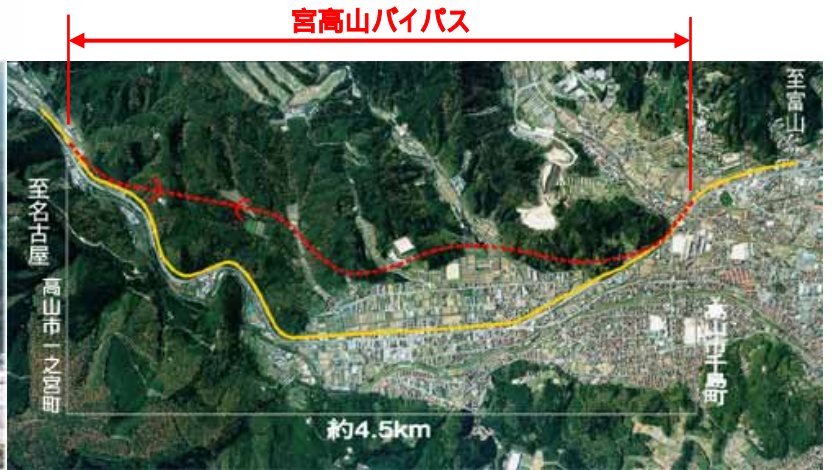 宮高山バイパス
至富山
至名古屋
高山市一之宮町
高山市千島町
約4.5km